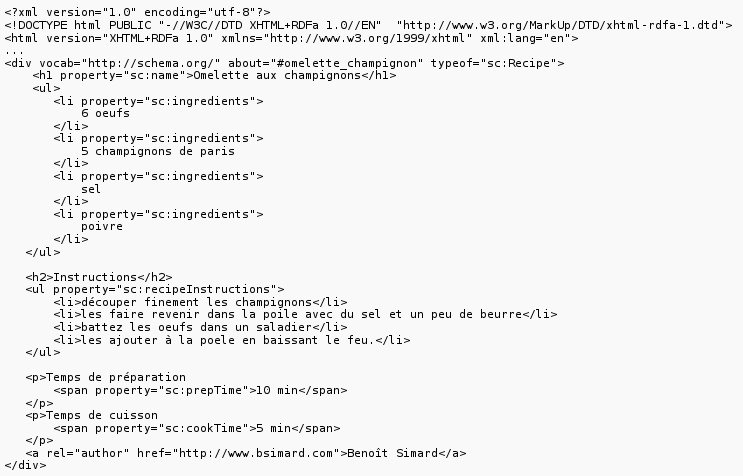 <?xml version="1.0" encoding="utf-8"?>
<!DOCTYPE html PUBLIC "-//W3C//DTD XHTML+RDFa 1.0//EN"  "http://www.w3.org/MarkUp/DTD/xhtml-rdfa-1.dtd">
<html version="XHTML+RDFa 1.0" xmlns="http://www.w3.org/1999/xhtml" xml:lang="en">
...
<div vocab="http://schema.org/" about="#omelette_champignon" typeof="sc:Recipe">
    <h1 property="sc:name">Omelette aux champignons</h1>
    <ul>
       <li property="sc:ingredients">
           6 oeufs
       </li>
       <li property="sc:ingredients">
           5 champignons de paris
       </li>
       <li property="sc:ingredients">
           sel
       </li>
       <li property="sc:ingredients">
           poivre
       </li>
   </ul>

   <h2>Instructions</h2>
   <ul property="sc:recipeInstructions">
       <li>découper finement les champignons</li>
       <li>les faire revenir dans la poile avec du sel et un peu de beurre</li>
       <li>battez les oeufs dans un saladier</li>
       <li>les ajouter à la poele en baissant le feu.</li>
   </ul>

   <p>Temps de préparation
       <span property="sc:prepTime">10 min</span>
   </p>
   <p>Temps de cuisson
       <span property="sc:cookTime">5 min</span>
   </p>
   <a rel="author" href="http://www.bsimard.com">Benoît Simard</a>
</div>